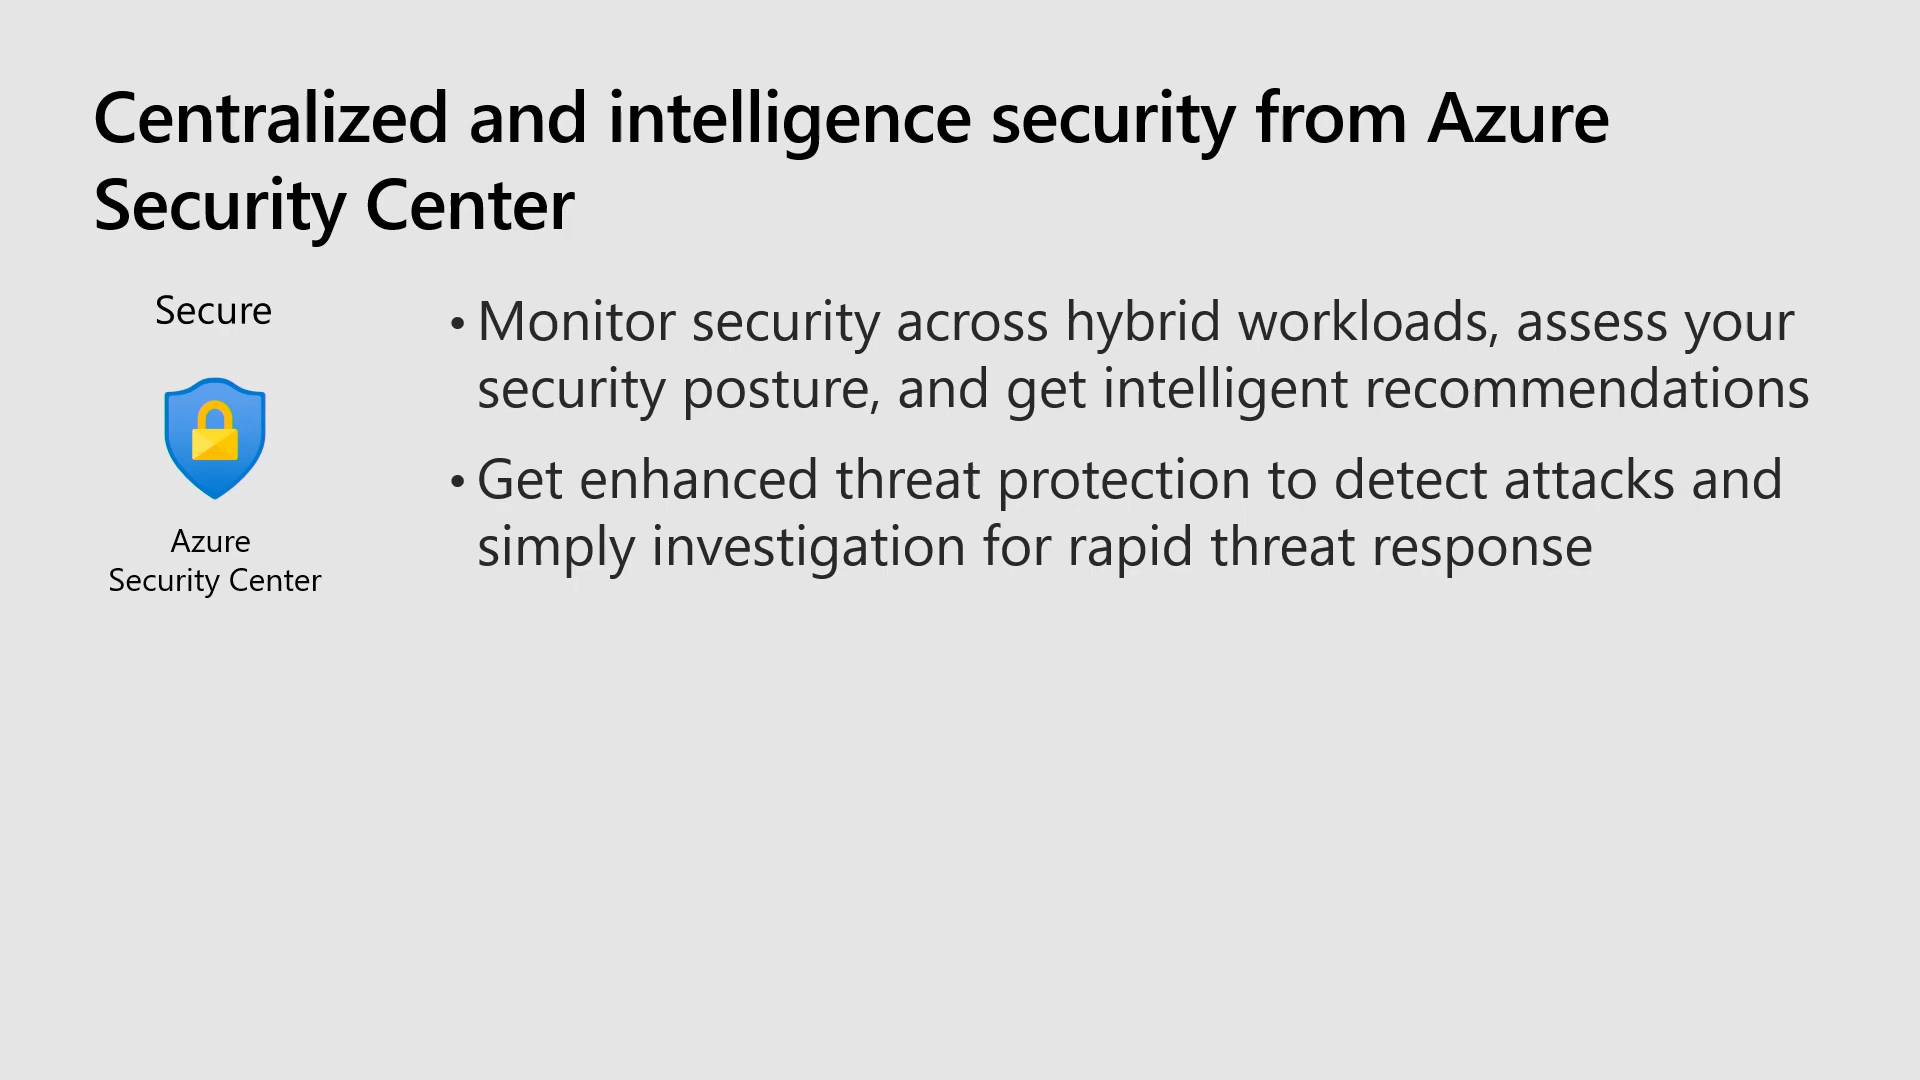 Centralized and intelligence security from Azure
Security Center
Secure
Azure
Security Center
• Monitor security across hybrid workloads, assess your
security posture, and get intelligent recommendations
• Get enhanced threat protection to detect attacks and
simply investigation for rapid threat response